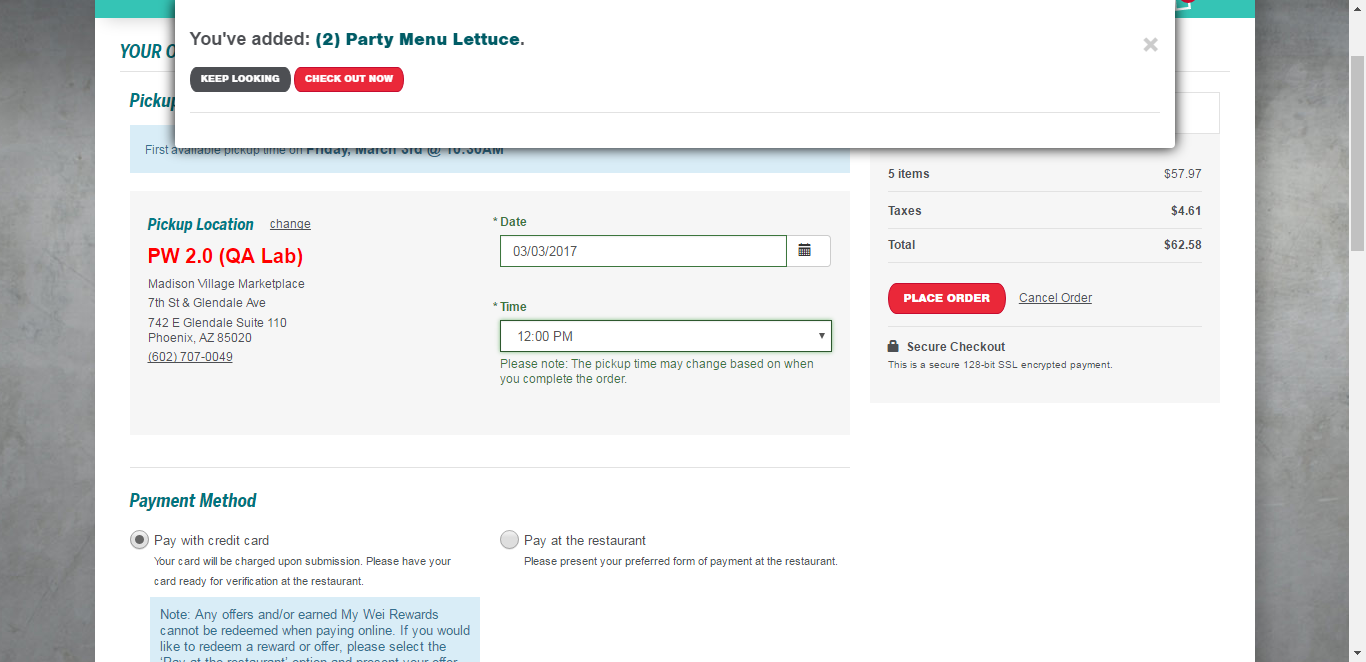 You've added: (2) Party Menu Lettuce.
×
KEEP LOOKING CHECK OUT NOW
YOUR O
Pickup
First available pickup time on Friday, March 3rd @ 10:30AM
Pickup Location change
PW 2.0 (QA Lab)
Madison Village Marketplace
7th St & Glendale Ave
742 E Glendale Suite 110
Phoenix, AZ 85020
(602) 707-0049
* Date
03/03/2017
* Time
12:00 PM
Please note: The pickup time may change based on when
you complete the order.
5 items $57.97
Taxes $4.61
Total $62.58
PLACE ORDER Cancel Order
Secure Checkout
This is a secure 128-bit SSL encrypted payment.
Payment Method
Pay with credit card
Your card will be charged upon submission. Please have your
card ready for verification at the restaurant.
Note: Any offers and/or earned My Wei Rewards
cannot be redeemed when paying online. If you would
like to redeem a reward or offer, please select the
'Pay at the restaurant' option and present your offer
Pay at the restaurant
Please present your preferred form of payment at the restaurant.